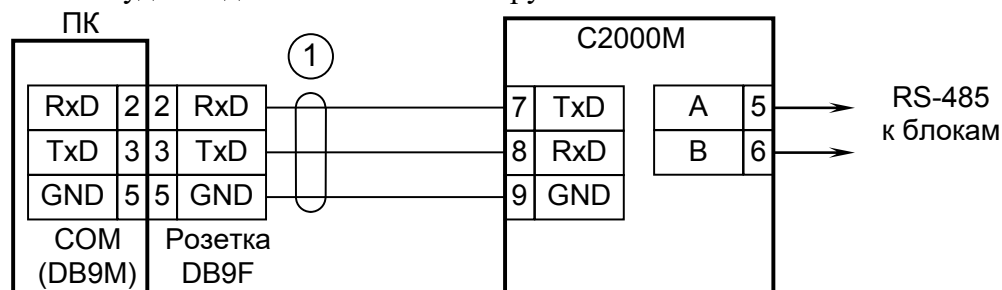 ПК
1
С2000М
RxD 2 2 RxD 7 TxD A 5 RS-485
TxD 3 3 TxD 8 RxD B 6 к блокам
GND 5 5 GND 9 GND
COM Розетка
(DB9M) DB9F